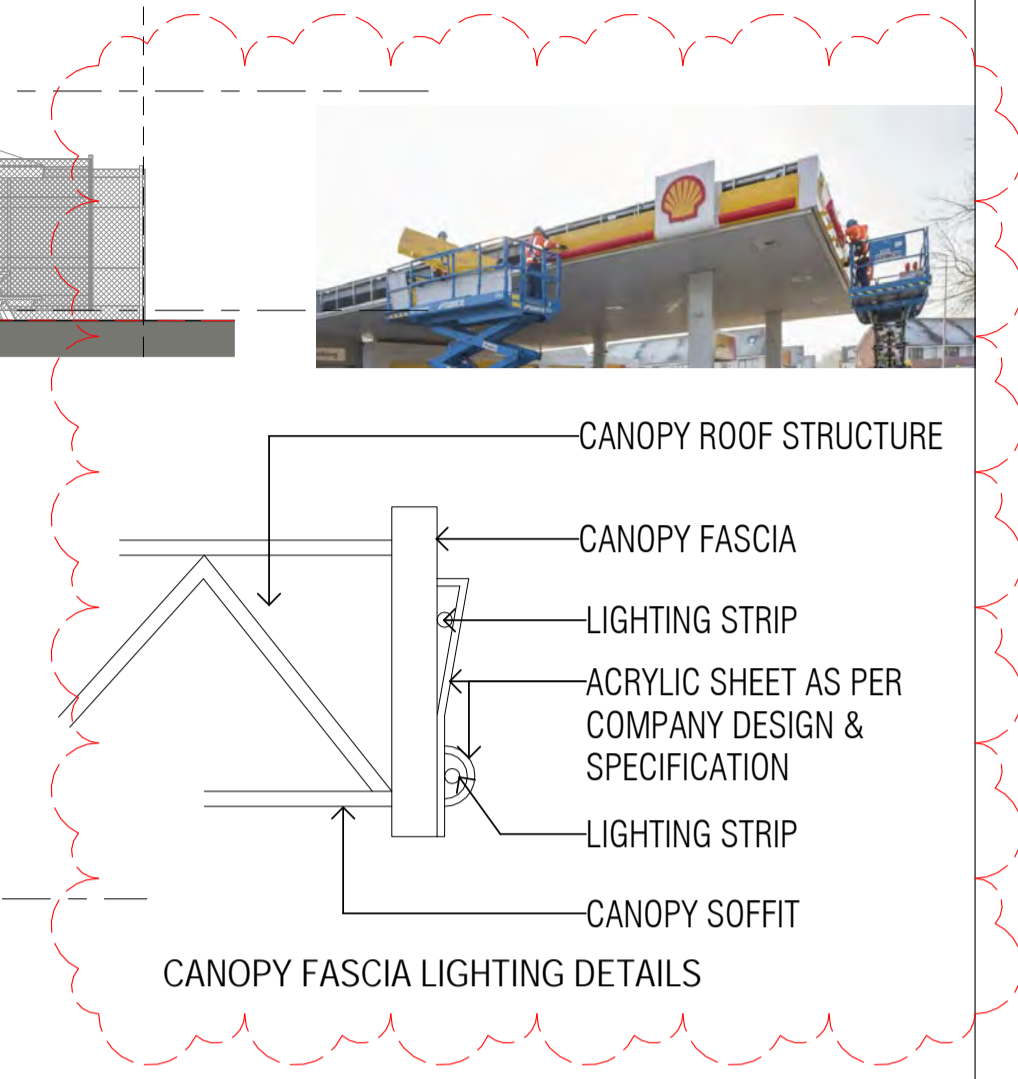 CANOPY ROOF STRUCTURE
CANOPY FASCIA
LIGHTING STRIP
ACRYLIC SHEET AS PER
COMPANY DESIGN &
SPECIFICATION
LIGHTING STRIP
CANOPY SOFFIT
CANOPY FASCIA LIGHTING DETAILS